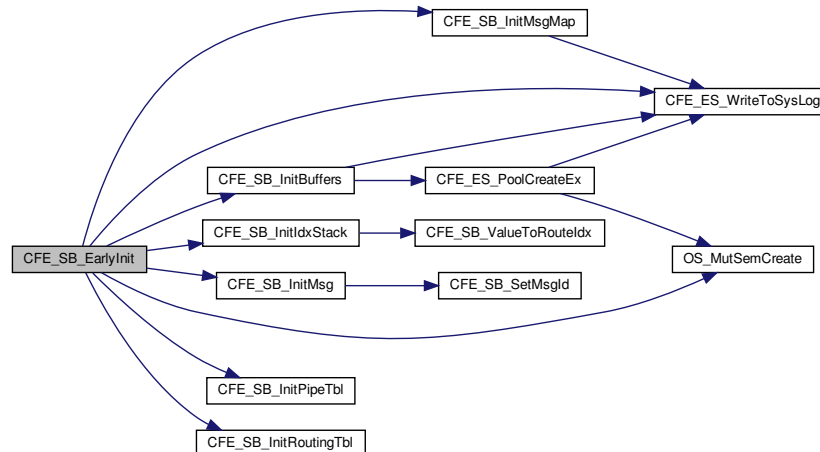 CFE_SB_InitMsgMap
CFE_ES_WriteToSysLog
CFE_SB_InitBuffers
CFE_ES_PoolCreateEx
CFE_SB_InitIdxStack
CFE_SB_ValueToRouteIdx
CFE_SB_EarlyInit
OS_MutSemCreate
CFE_SB_InitMsg
CFE_SB_SetMsgId
CFE_SB_InitPipeTbl
CFE_SB_InitRoutingTbl